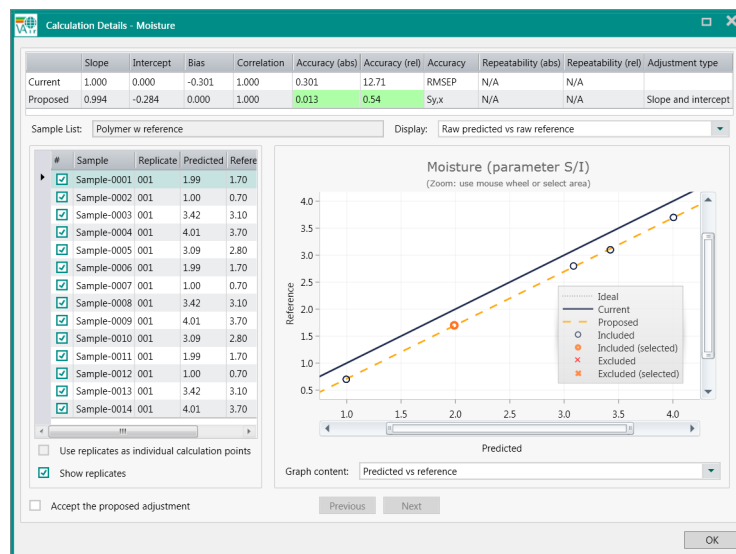 Calculation Details - Moisture
Slope Intercept Bias Correlation Accuracy (abs) Accuracy (rel) Accuracy Repeatability (abs) Repeatability (rel) Adjustment type
Current 1.000 0.000 -0.301 1.000 0.301 12.71 RMSEP N/A N/A
Proposed 0.994 -0.284 0.000 1.000 0.013 0.54 Sy,x N/A N/A Slope and intercept
Sample List: Polymer w reference Display: Raw predicted vs raw reference
# Sample Replicate Predicted Refere
Sample-0001 001 1.99 1.70
Sample-0002 001 1.00 0.70
Sample-0003 001 3.42 3.10
Sample-0004 001 4.01 3.70
Sample-0005 001 3.09 2.80
Sample-0006 001 1.99 1.70
Sample-0007 001 1.00 0.70
Sample-0008 001 3.42 3.10
Sample-0009 001 4.01 3.70
Sample-0010 001 3.09 2.80
Sample-0011 001 1.99 1.70
Sample-0012 001 1.00 0.70
Sample-0013 001 3.42 3.10
Sample-0014 001 4.01 3.70
Use replicates as individual calculation points
Show replicates
Moisture (parameter S/I)
(Zoom: use mouse wheel or select area)
4.0
3.5
3.0
2.5
2.0
1.5
1.0
0.5
Reference
Ideal
Current
Proposed
Included
Included (selected)
Excluded
Excluded (selected)
1.0 1.5 2.0 2.5 3.0 3.5 4.0
Predicted
Graph content: Predicted vs reference
Accept the proposed adjustment
Previous Next
OK